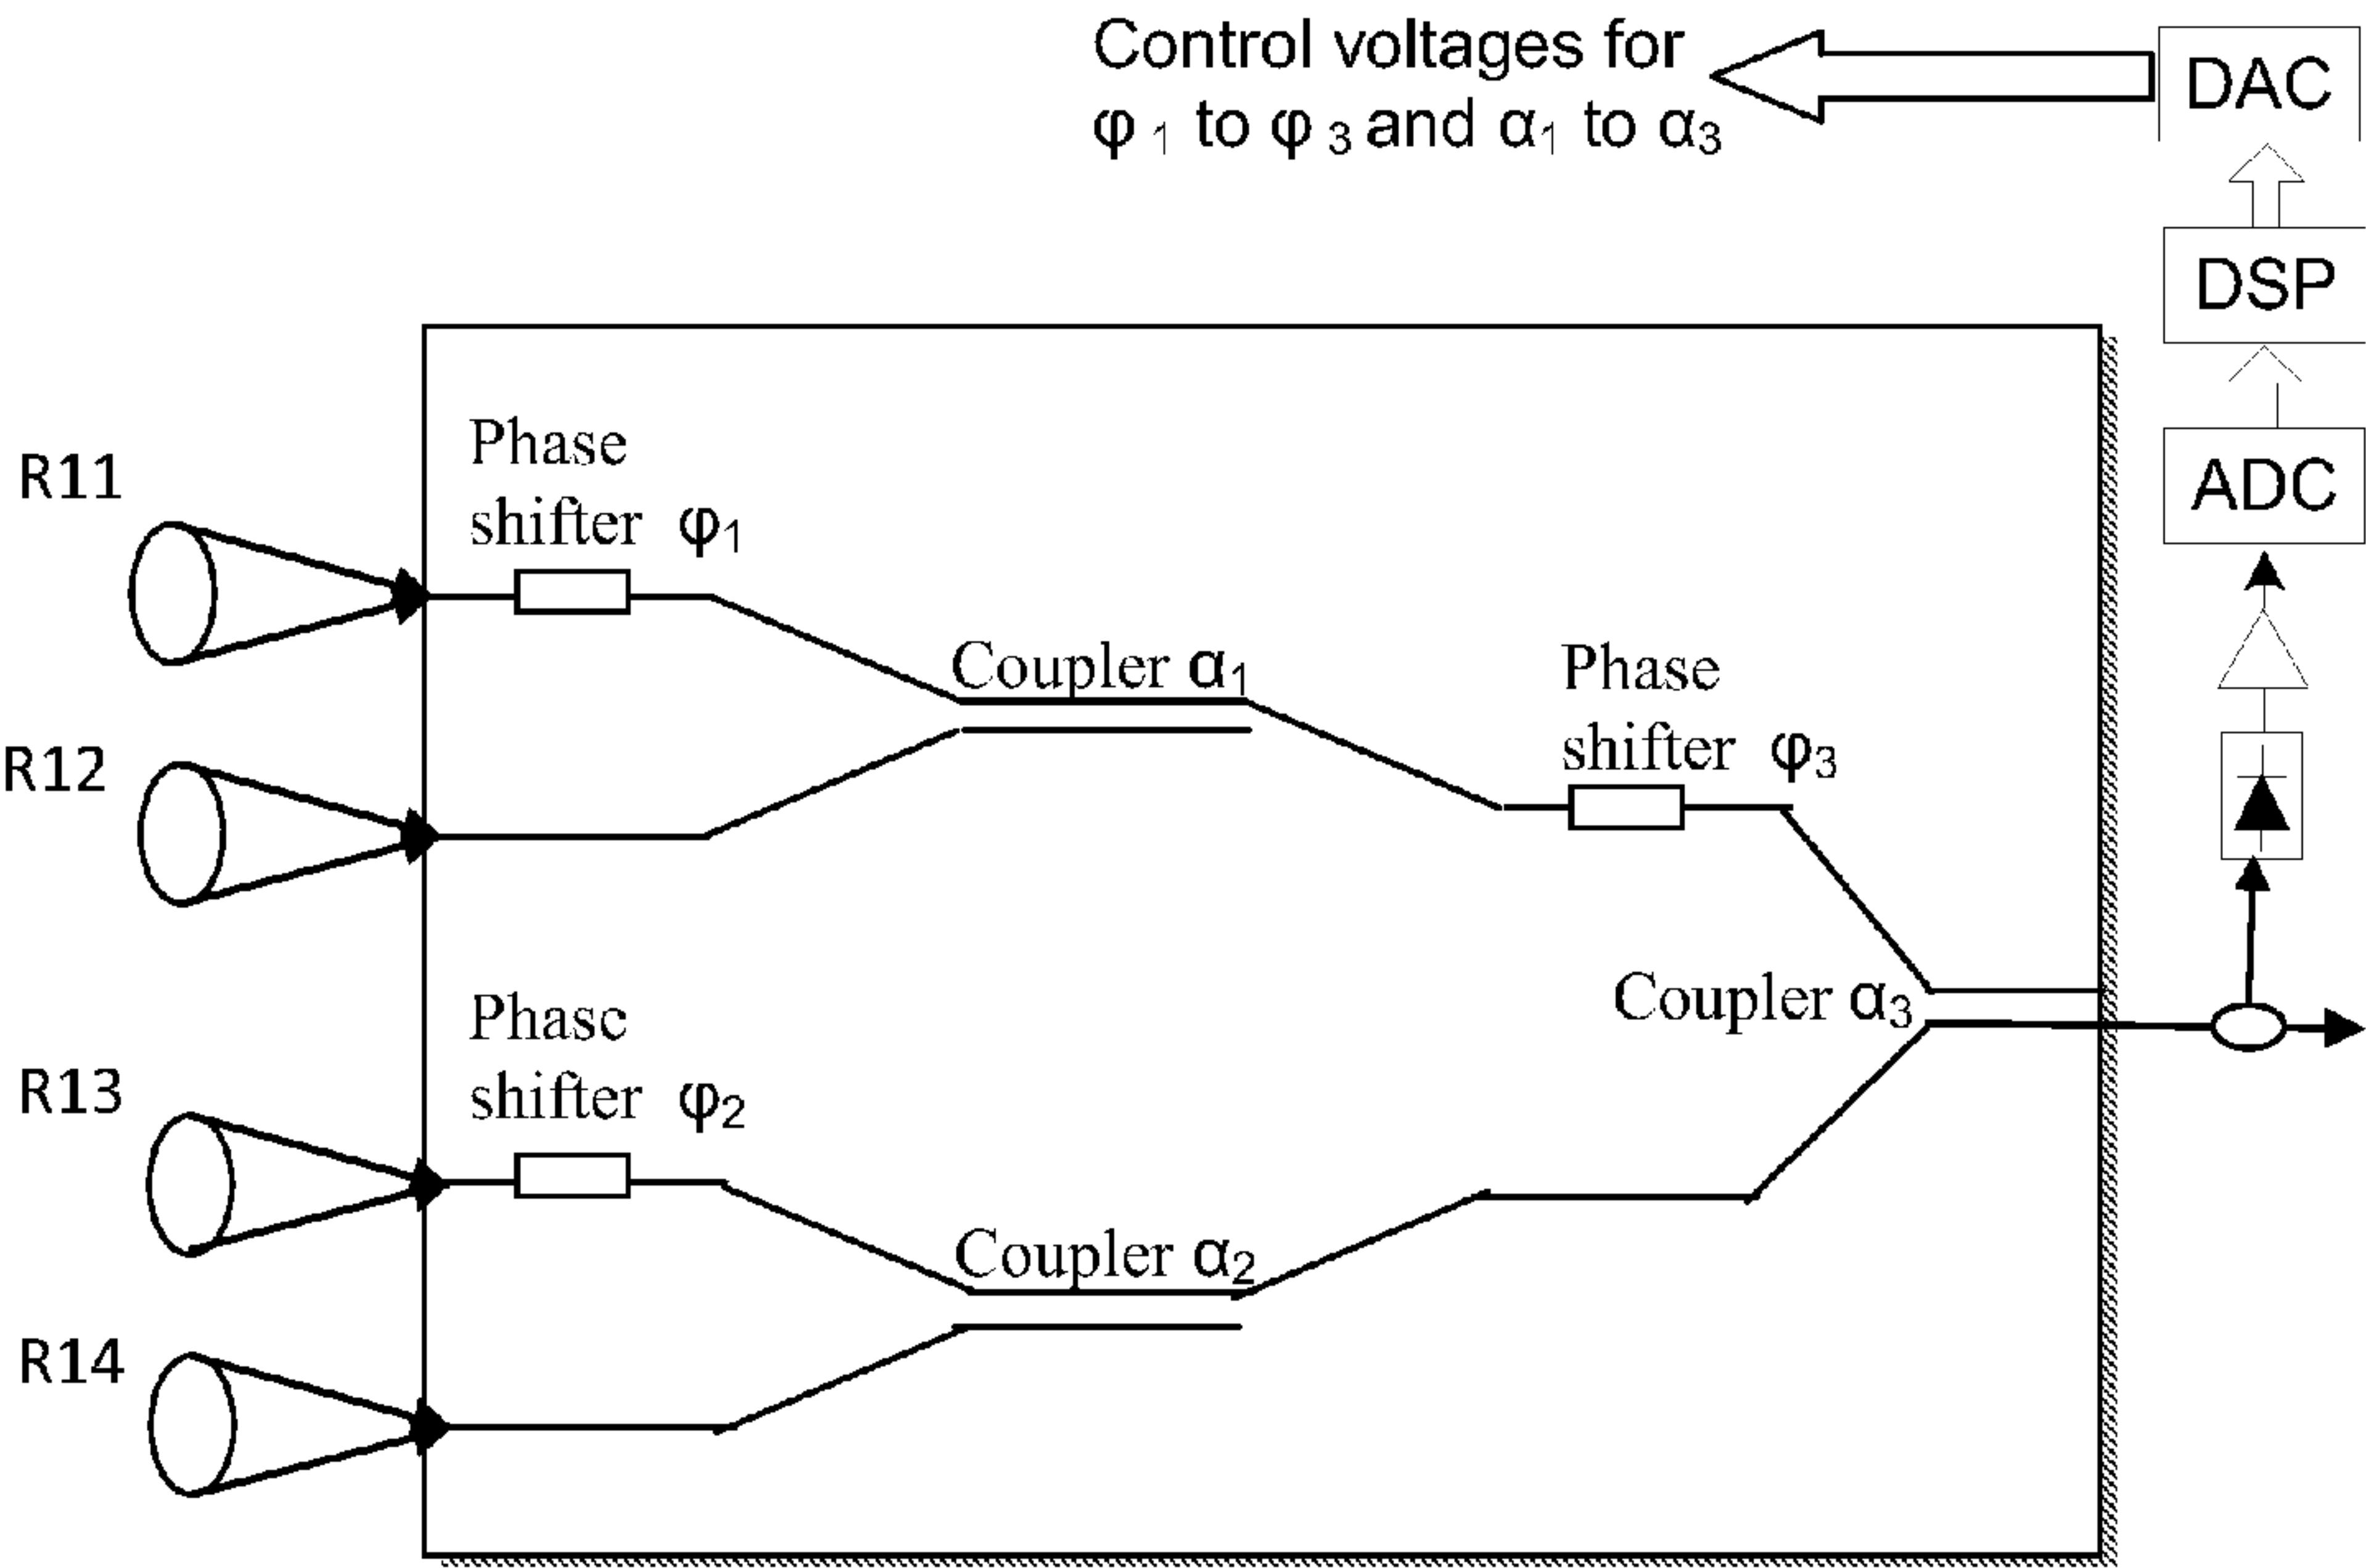 Control voltages for
φ 1 to φ 3 and α1 to α3
DAC
DSP
ADC
R11
Phase
shifter φ1
Coupler α1
Phase
shifter φ3
R12
Coupler α3
Phase
shifter φ2
R13
Coupler α2
R14